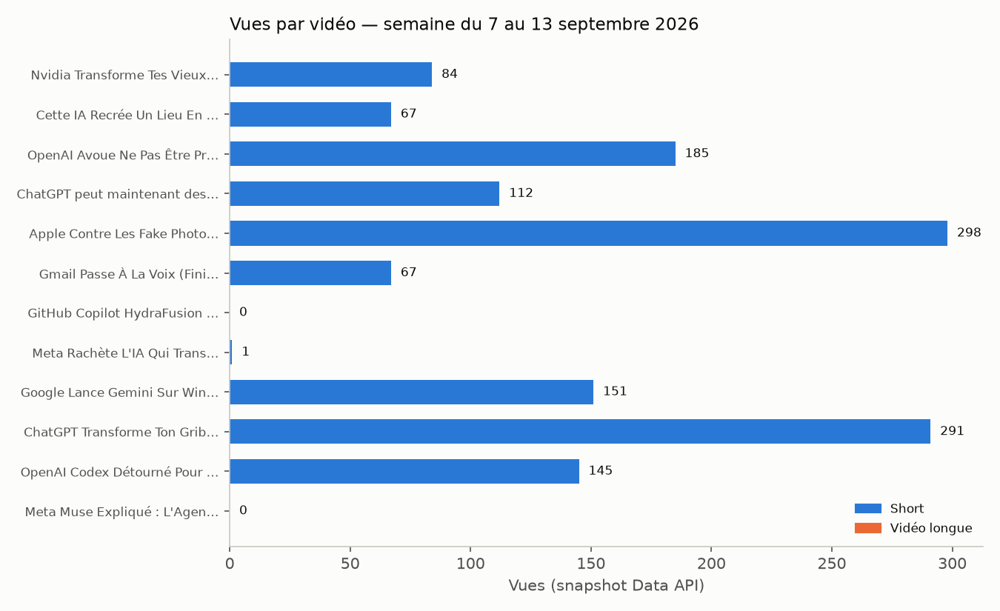 Vues par vidéo — semaine du 7 au 13 septembre 2026
Nvidia Transforme Tes Vieux… 84
Cette IA Recrée Un Lieu En … 67
OpenAI Avoue Ne Pas Être Pr… 185
ChatGPT peut maintenant des… 112
Apple Contre Les Fake Photo… 298
Gmail Passe À La Voix (Fini… 67
GitHub Copilot HydraFusion … 0
Meta Rachète L'IA Qui Trans… 1
Google Lance Gemini Sur Win… 151
ChatGPT Transforme Ton Grib… 291
OpenAI Codex Détourné Pour … 145
Meta Muse Expliqué : L'Agen… 0
Short
Vidéo longue
0 50 100 150 200 250 300
Vues (snapshot Data API)